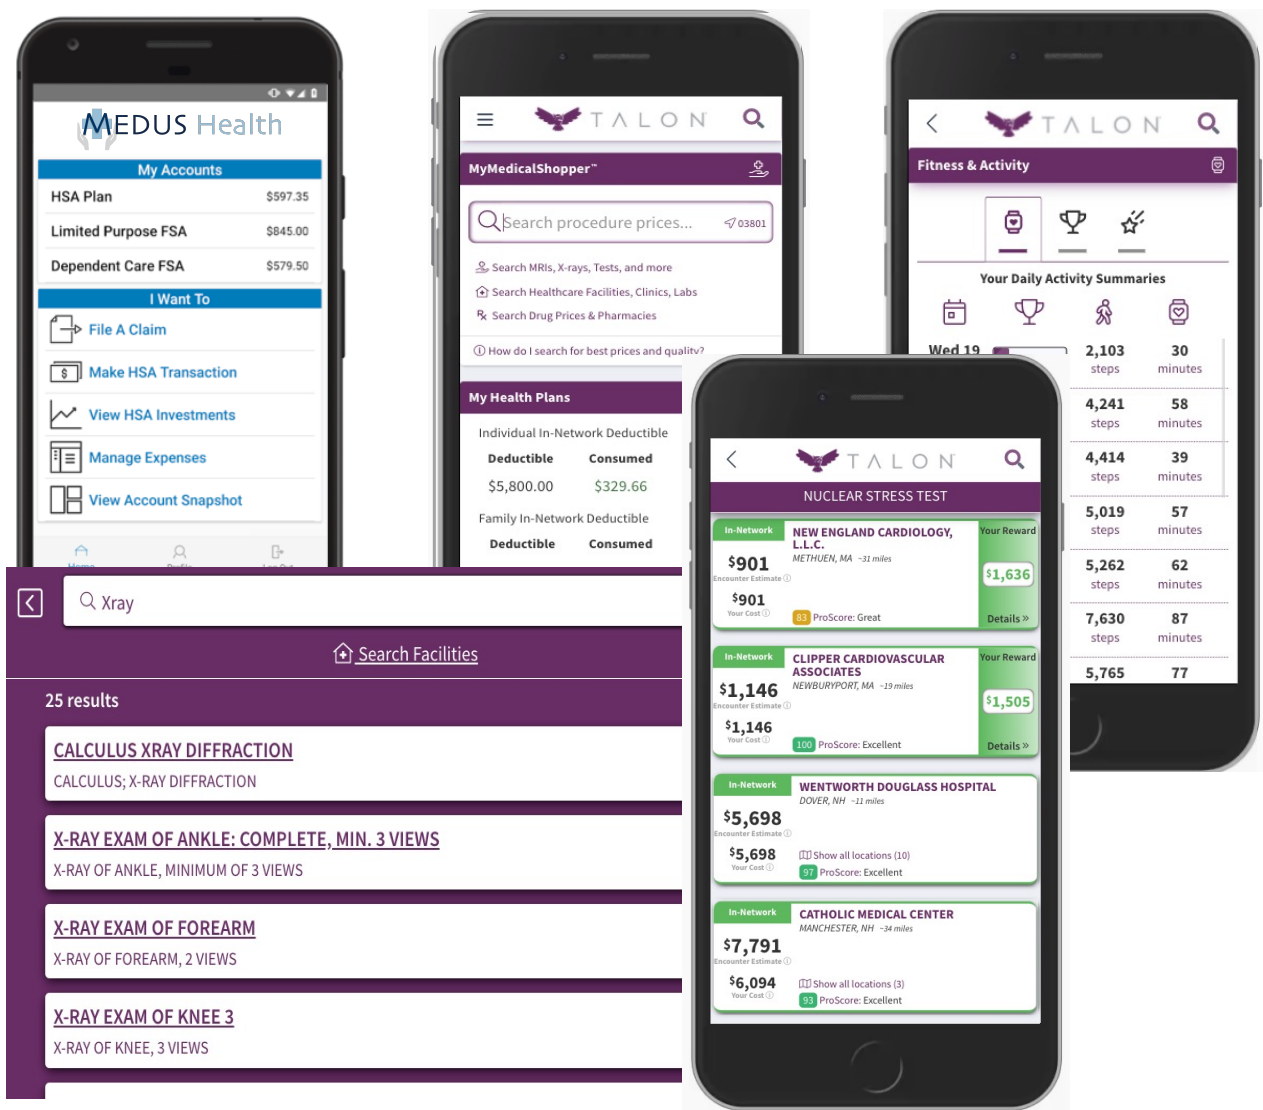 MEDUS Health
My Accounts
HSA Plan $597.35
Limited Purpose FSA $845.00
Dependent Care FSA $579.50
I Want To
File A Claim
Make HSA Transaction
View HSA Investments
Manage Expenses
View Account Snapshot
TALON
MyMedicalShopper™
Search procedure prices... 03801
Search MRIs, X-rays, Tests, and more
Search Healthcare Facilities, Clinics, Labs
Search Drug Prices & Pharmacies
How do I search for best prices and quality?
My Health Plans
Individual In-Network Deductible
Deductible Consumed
$5,800.00 $329.66
Family In-Network Deductible
Deductible Consumed
TALON
Fitness & Activity
Your Daily Activity Summaries
Wed 19 2,103 30
steps minutes
4,241 58
steps minutes
4,414 39
steps minutes
5,019 57
steps minutes
5,262 62
steps minutes
7,630 87
steps minutes
5,765 77
Xray
Search Facilities
25 results
CALCULUS XRAY DIFFRACTION
CALCULUS; X-RAY DIFFRACTION
X-RAY EXAM OF ANKLE: COMPLETE, MIN. 3 VIEWS
X-RAY OF ANKLE, MINIMUM OF 3 VIEWS
X-RAY EXAM OF FOREARM
X-RAY OF FOREARM, 2 VIEWS
X-RAY EXAM OF KNEE 3
X-RAY OF KNEE, 3 VIEWS
TALON
NUCLEAR STRESS TEST
In-Network
NEW ENGLAND CARDIOLOGY,
L.L.C.
METHUEN, MA ~31 miles
$901
Encounter Estimate
$901
Your Cost
83 ProScore: Great
Your Reward
$1,636
Details »
In-Network
CLIPPER CARDIOVASCULAR
ASSOCIATES
NEWBURYPORT, MA ~19 miles
$1,146
Encounter Estimate
$1,146
Your Cost
100 ProScore: Excellent
Your Reward
$1,505
Details »
In-Network
WENTWORTH DOUGLASS HOSPITAL
DOVER, NH ~11 miles
$5,698
Encounter Estimate
$5,698
Your Cost
Show all locations (10)
97 ProScore: Excellent
In-Network
CATHOLIC MEDICAL CENTER
MANCHESTER, NH ~34 miles
$7,791
Encounter Estimate
$6,094
Your Cost
Show all locations (3)
93 ProScore: Excellent